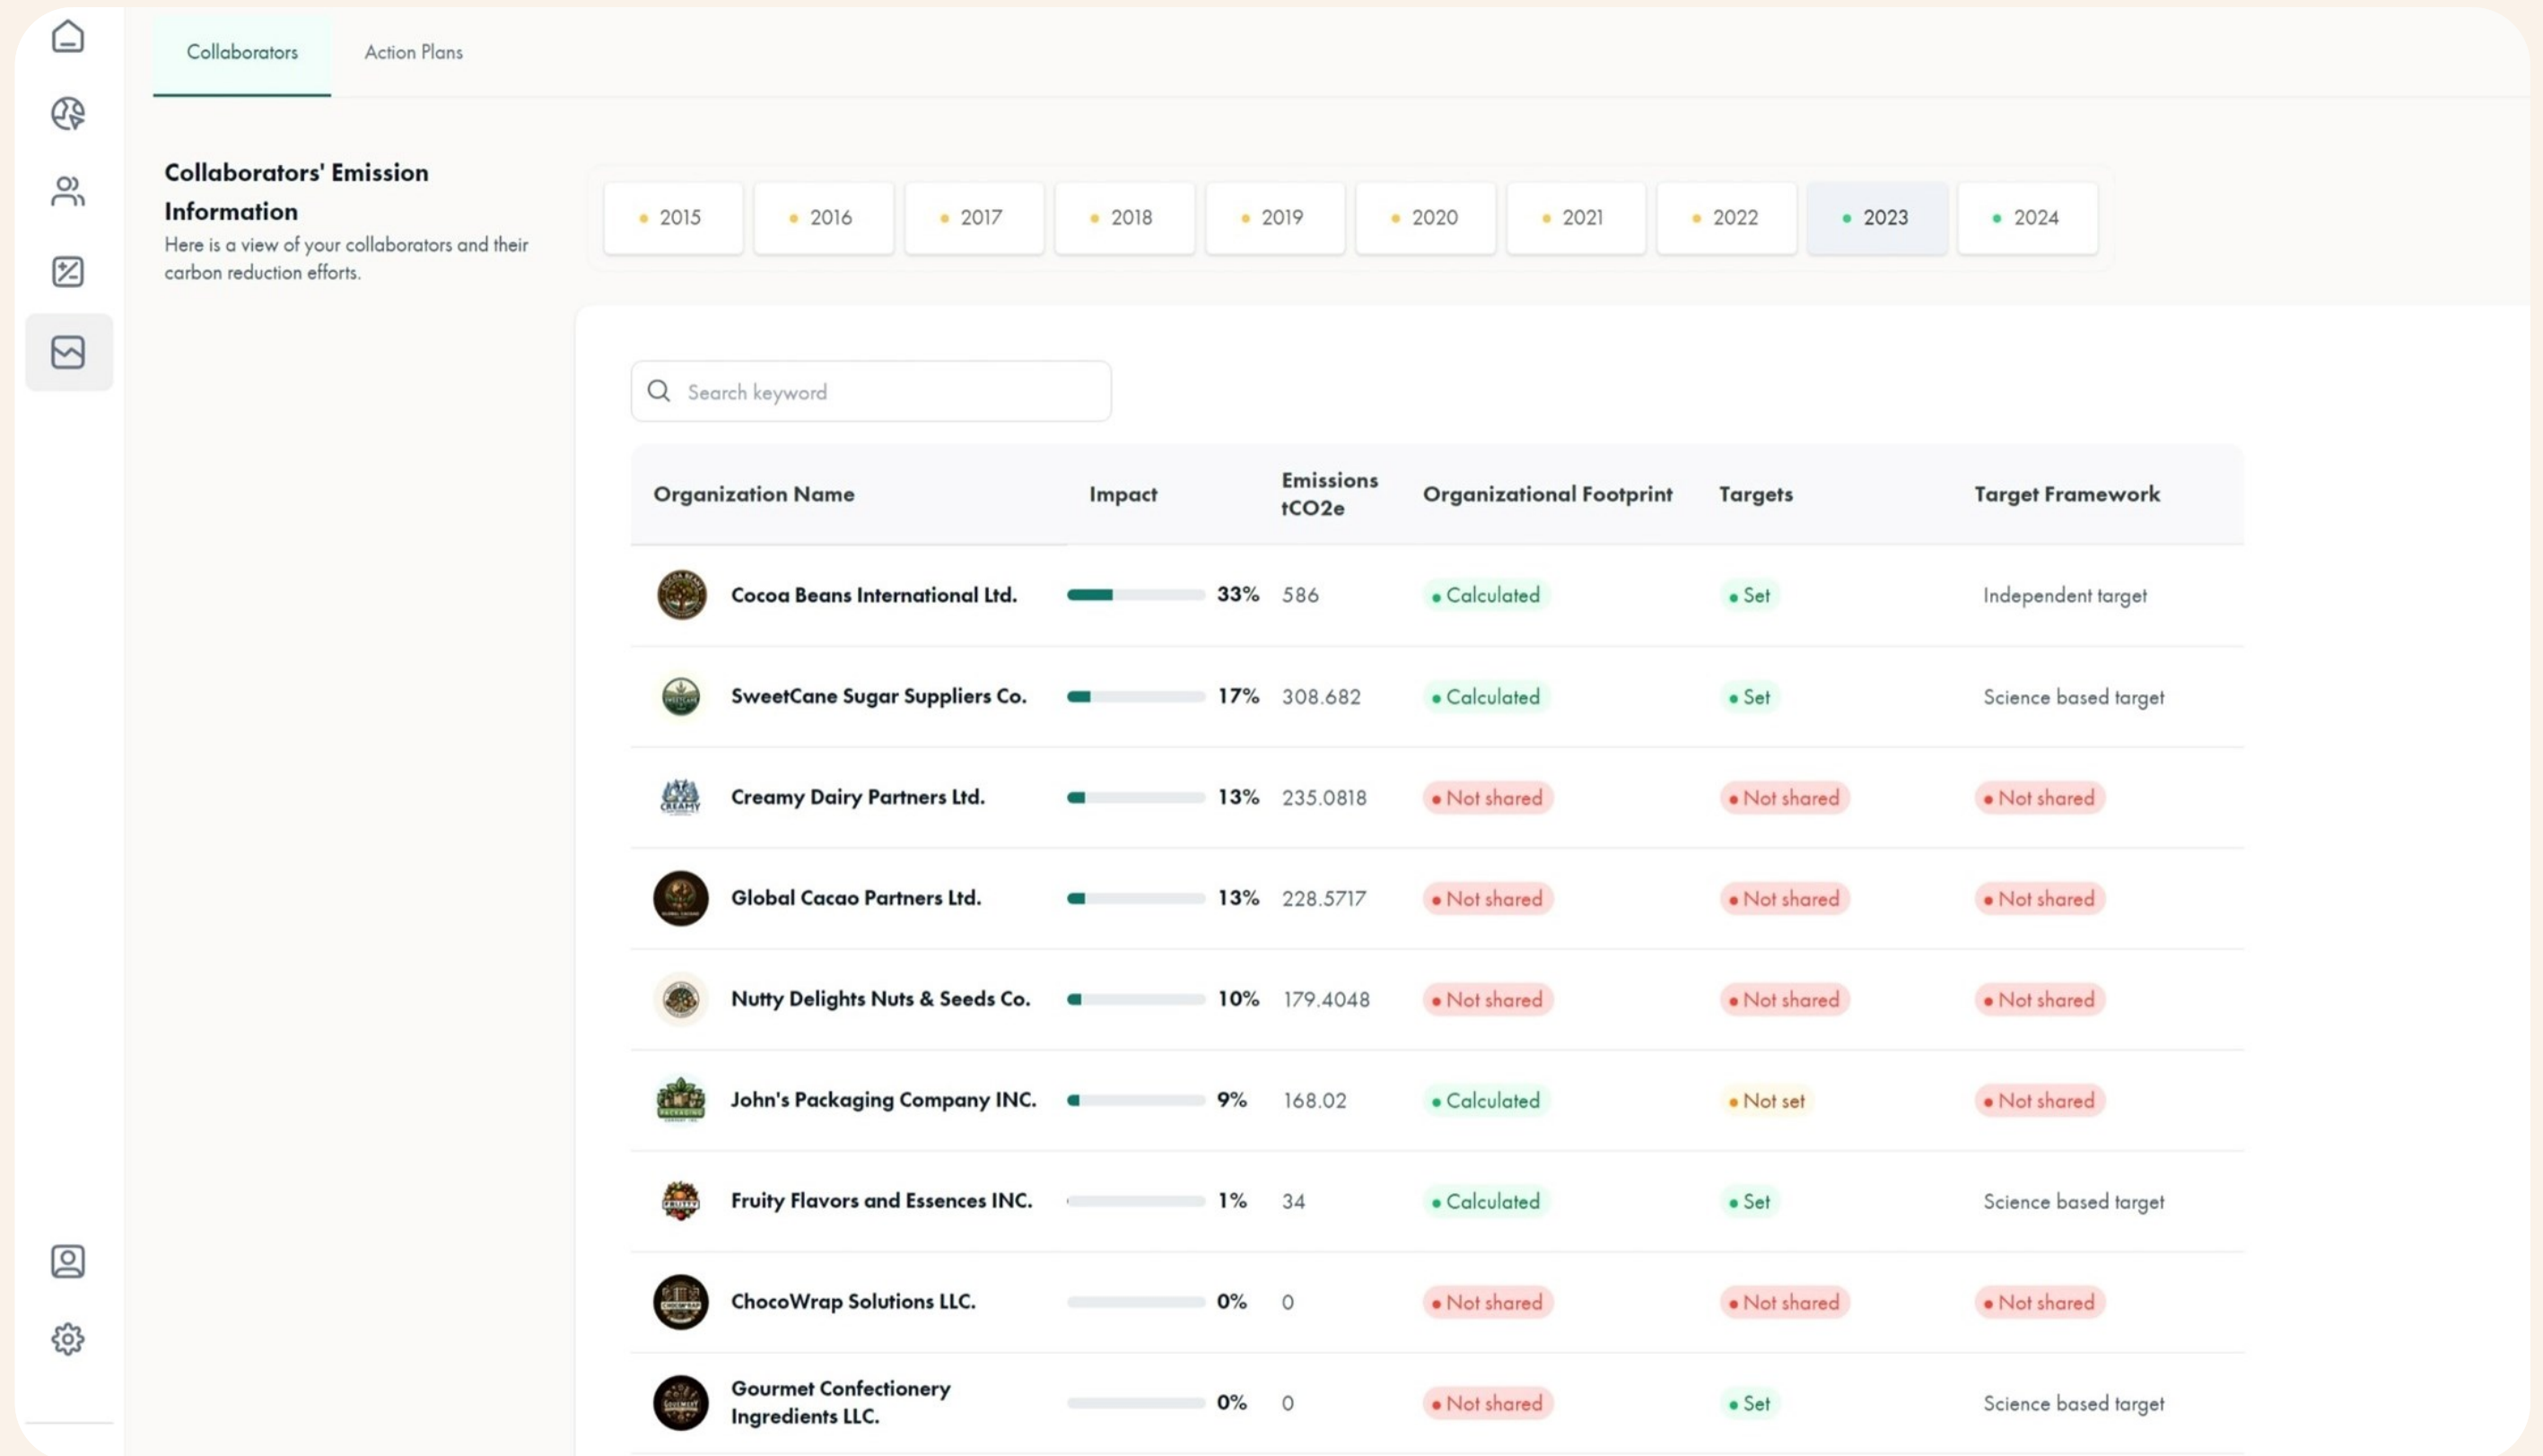 Collaborators
Action Plans
Collaborators' Emission
Information
Here is a view of your collaborators and their
carbon reduction efforts.
2015
2016
2017
2018
2019
2020
2021
2022
2023
2024
Search keyword
Organization Name
Impact
Emissions
tCO2e
Organizational Footprint
Targets
Target Framework
Cocoa Beans International Ltd.
33%
586
Calculated
Set
Independent target
SweetCane Sugar Suppliers Co.
17%
308.682
Calculated
Set
Science based target
CREAMY
Creamy Dairy Partners Ltd.
13%
235.0818
Not shared
Not shared
Not shared
Global Cacao Partners Ltd.
13%
228.5717
Not shared
Not shared
Not shared
Nutty Delights Nuts & Seeds Co.
10%
179.4048
Not shared
Not shared
Not shared
PACKAGING
John's Packaging Company INC.
9%
168.02
Calculated
Not set
Not shared
FRUITY
Fruity Flavors and Essences INC.
1%
34
Calculated
Set
Science based target
ChocoWrap Solutions LLC.
0%
0
Not shared
Not shared
Not shared
Gourmet Confectionery
Ingredients LLC.
0%
0
Not shared
Set
Science based target